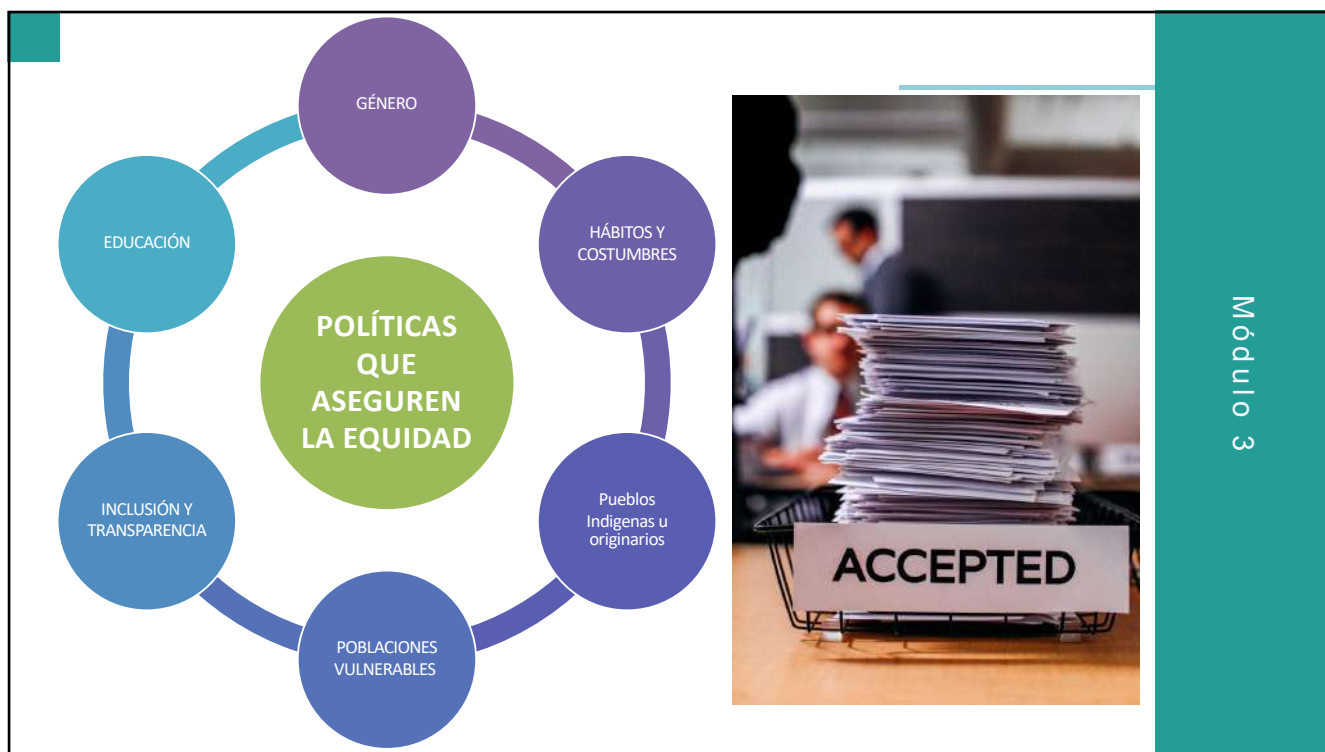 GÉNERO
HÁBITOS Y
COSTUMBRES
Pueblos
Indigenas u
originarios
POBLACIONES
VULNERABLES
INCLUSIÓN Y
TRANSPARENCIA
EDUCACIÓN
POLÍTICAS
QUE
ASEGUREN
LA EQUIDAD
ACCEPTED
Módulo 3